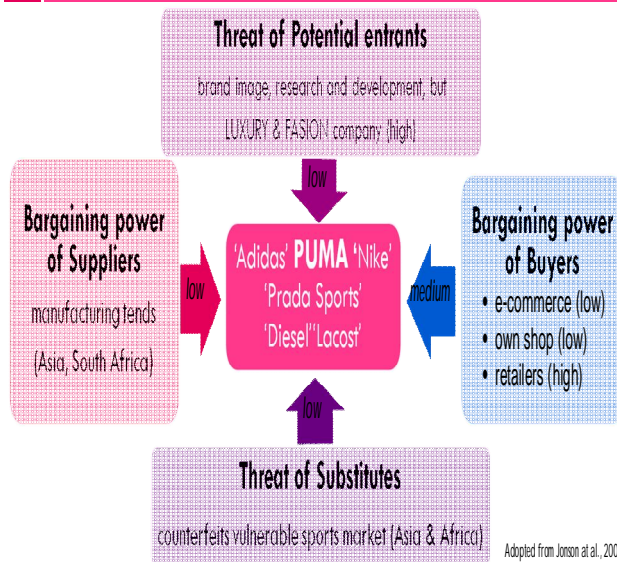 Threat of Potential entrants
brand image, research and development, but
LUXURY & FASION company (high)
low
Bargaining power
of Suppliers
manufacturing tends
(Asia, South Africa)
low
'Adidas' PUMA 'Nike'
'Prada Sports'
'Diesel''Lacost'
medium
Bargaining power
of Buyers
• e-commerce (low)
• own shop (low)
• retailers (high)
low
Threat of Substitutes
counterfeits vulnerable sports market (Asia & Africa)
Adopted from Jonson at al., 200